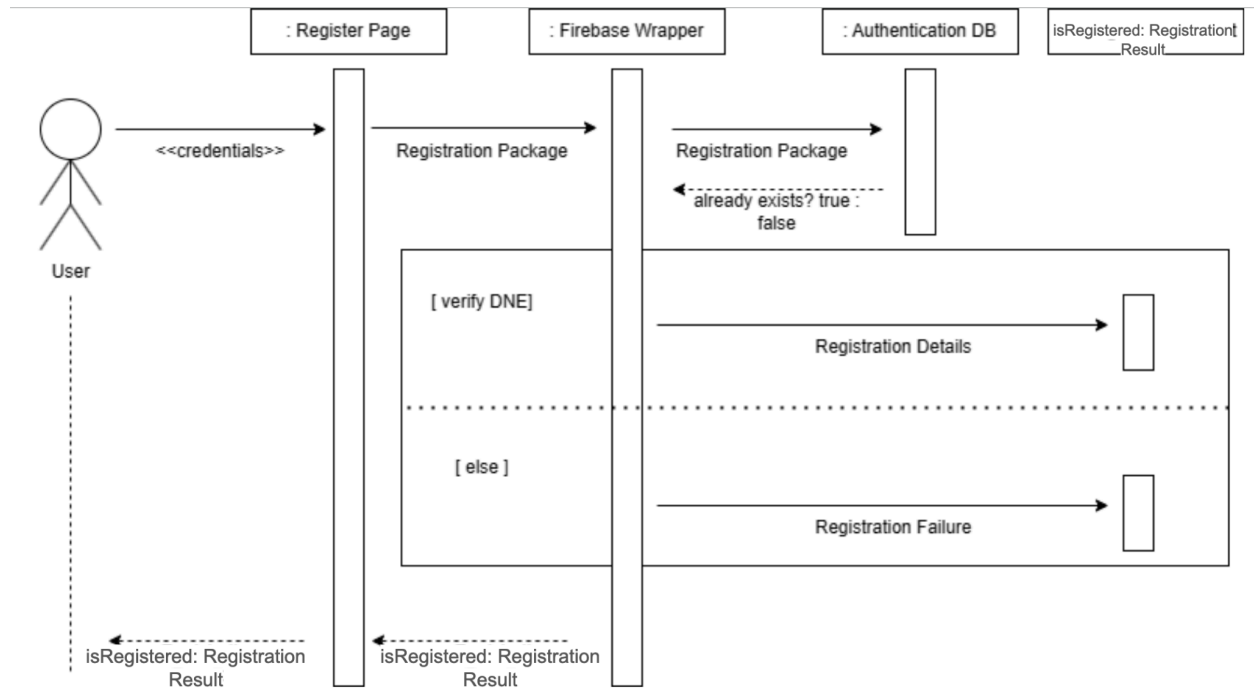 : Register Page
: Firebase Wrapper
: Authentication DB
isRegistered: Registration
Result
<<credentials>>
Registration Package
Registration Package
already exists? true :
false
User
[ verify DNE]
Registration Details
[ else ]
Registration Failure
isRegistered: Registration
Result
isRegistered: Registration
Result